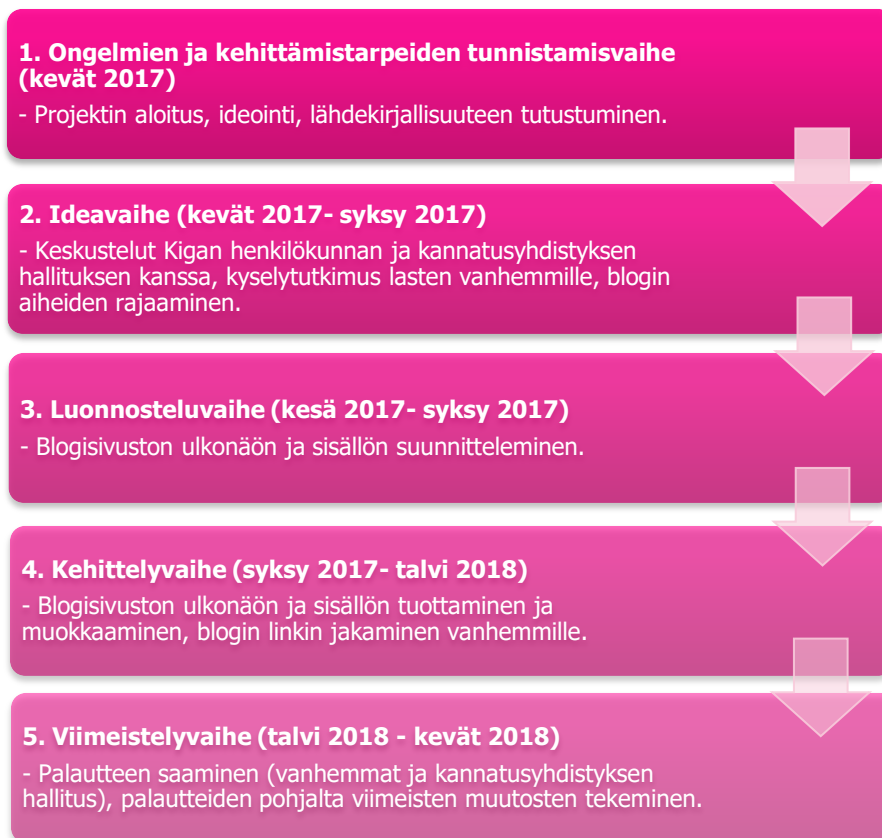 1. Ongelmien ja kehittämistarpeiden tunnistamisvaihe
(kevät 2017)
- Projektin aloitus, ideointi, lähdekirjallisuuteen tutustuminen.
2. Ideavaihe (kevät 2017- syksy 2017)
- Keskustelut Kigan henkilökunnan ja kannatusyhdistyksen
hallituksen kanssa, kyselytutkimus lasten vanhemmille, blogin
aiheiden rajaaminen.
3. Luonnosteluvaihe (kesä 2017- syksy 2017)
- Blogisivuston ulkonäön ja sisällön suunnitteleminen.
4. Kehittelyvaihe (syksy 2017- talvi 2018)
- Blogisivuston ulkonäön ja sisällön tuottaminen ja
muokkaaminen, blogin linkin jakaminen vanhemmille.
5. Viimeistelyvaihe (talvi 2018 - kevät 2018)
- Palautteen saaminen (vanhemmat ja kannatusyhdistyksen
hallitus), palautteiden pohjalta viimeisten muutosten tekeminen.